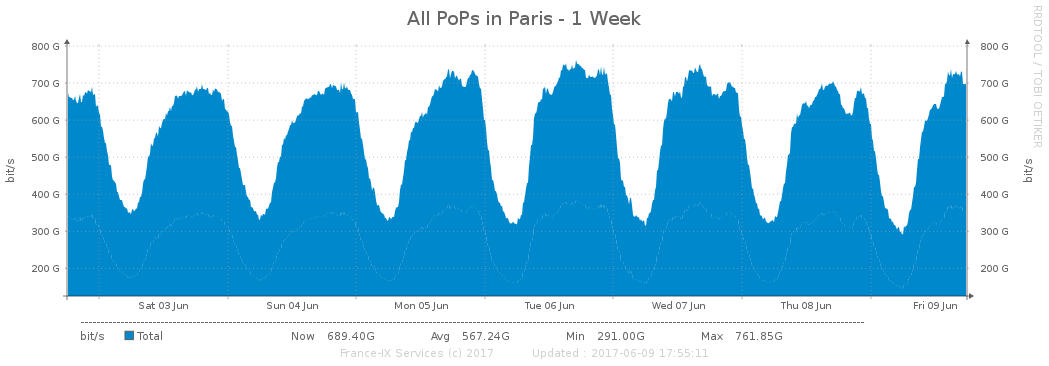 All PoPs in Paris - 1 Week
RRDTOOL / TOBI OETIKER
bit/s
800 G
700 G
600 G
500 G
400 G
300 G
200 G
800 G
700 G
600 G
500 G
400 G
300 G
200 G
bit/s
Sat 03 Jun Sun 04 Jun Mon 05 Jun Tue 06 Jun Wed 07 Jun Thu 08 Jun Fri 09 Jun
bit/s Total Now 689.40G Avg 567.24G Min 291.00G Max 761.85G
France-IX Services (c) 2017 Updated : 2017-06-09 17:55:11